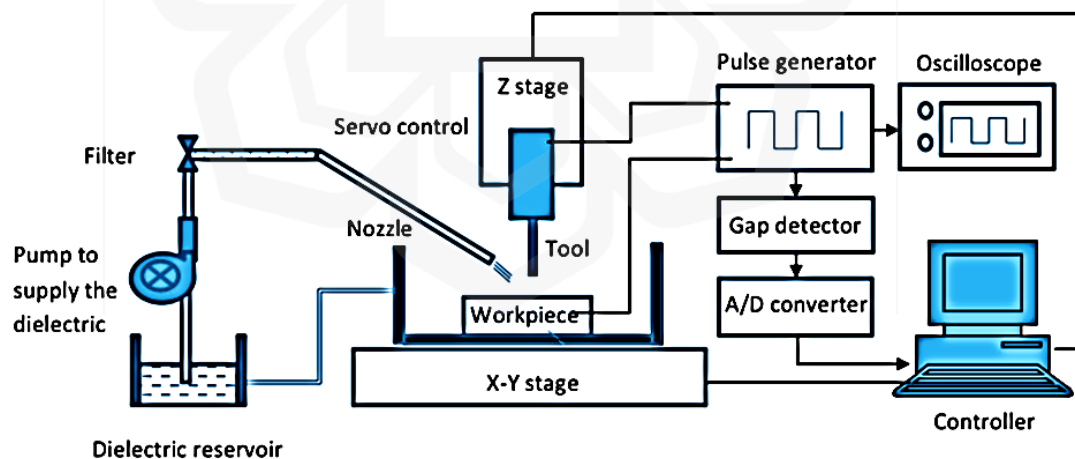 Z stage
Pulse generator
Oscilloscope
Servo control
Filter
Nozzle
Tool
Gap detector
Pump to
supply the
dielectric
Workpiece
A/D converter
X-Y stage
Controller
Dielectric reservoir